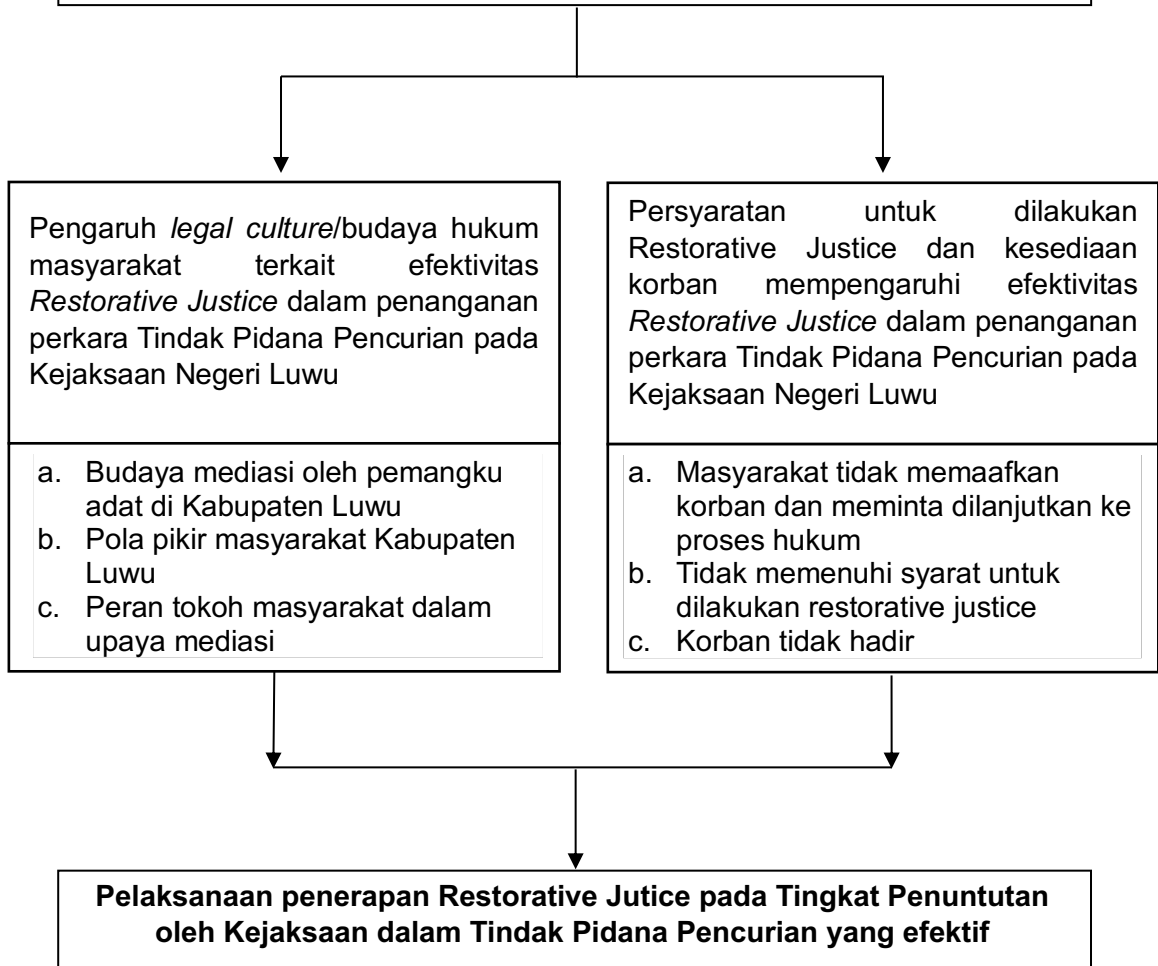 Pengaruh legal culture/budaya hukum
masyarakat terkait efektivitas
Restorative Justice dalam penanganan
perkara Tindak Pidana Pencurian pada
Kejaksaan Negeri Luwu
a. Budaya mediasi oleh pemangku
adat di Kabupaten Luwu
b. Pola pikir masyarakat Kabupaten
Luwu
c. Peran tokoh masyarakat dalam
upaya mediasi
Persyaratan untuk dilakukan
Restorative Justice dan kesediaan
korban mempengaruhi efektivitas
Restorative Justice dalam penanganan
perkara Tindak Pidana Pencurian pada
Kejaksaan Negeri Luwu
a. Masyarakat tidak memaafkan
korban dan meminta dilanjutkan ke
proses hukum
b. Tidak memenuhi syarat untuk
dilakukan restorative justice
c. Korban tidak hadir
Pelaksanaan penerapan Restorative Jutice pada Tingkat Penuntutan
oleh Kejaksaan dalam Tindak Pidana Pencurian yang efektif